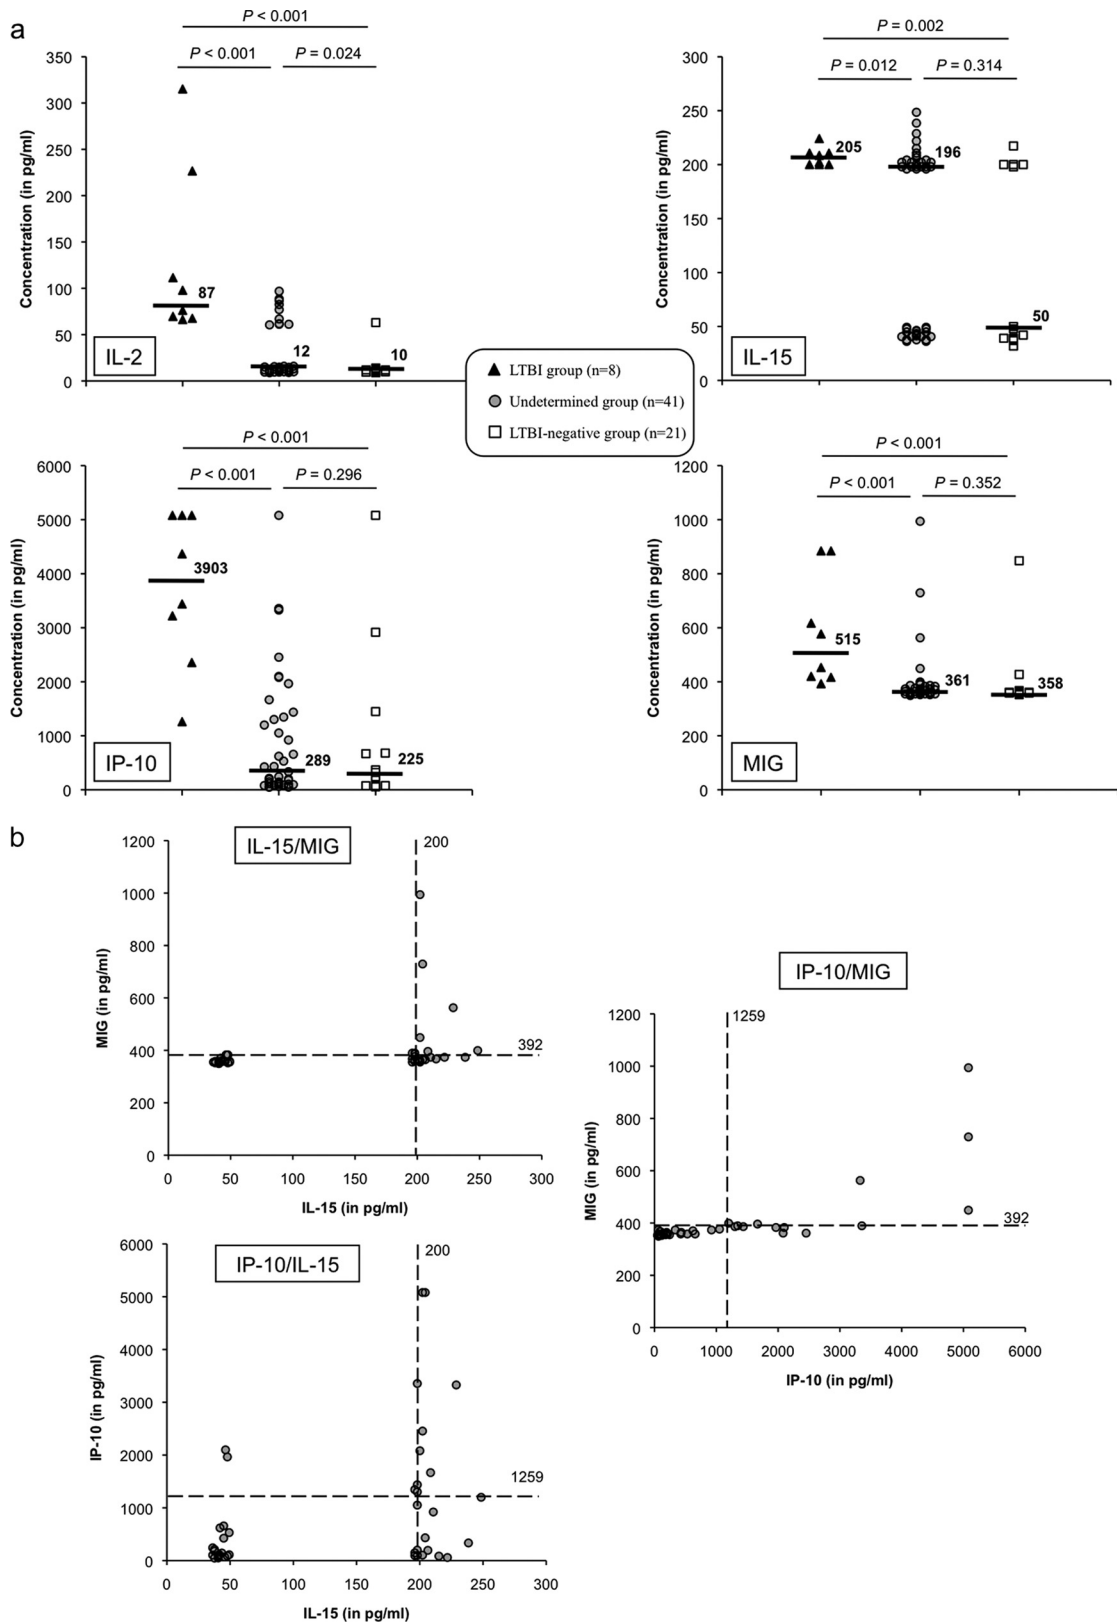 a
P < 0.001
P < 0.001
P = 0.024
350
300
250
200
150
100
50
0
Concentration (in pg/ml)
87
12
10
IL-2
P = 0.002
P = 0.012
P = 0.314
300
250
200
150
100
50
0
Concentration (in pg/ml)
205
196
50
IL-15
LTBI group (n=8)
Undetermined group (n=41)
LTBI-negative group (n=21)
P < 0.001
P < 0.001
P = 0.296
6000
5000
4000
3000
2000
1000
0
Concentration (in pg/ml)
3903
289
225
IP-10
P < 0.001
P < 0.001
P = 0.352
1200
1000
800
600
400
200
0
Concentration (in pg/ml)
515
361
358
MIG
b
IL-15/MIG
200
392
1200
1000
800
600
400
200
0
MIG (in pg/ml)
0 50 100 150 200 250 300
IL-15 (in pg/ml)
IP-10/MIG
1259
392
1200
1000
800
600
400
200
0
MIG (in pg/ml)
0 1000 2000 3000 4000 5000 6000
IP-10 (in pg/ml)
IP-10/IL-15
200
1259
6000
5000
4000
3000
2000
1000
0
IP-10 (in pg/ml)
0 50 100 150 200 250 300
IL-15 (in pg/ml)